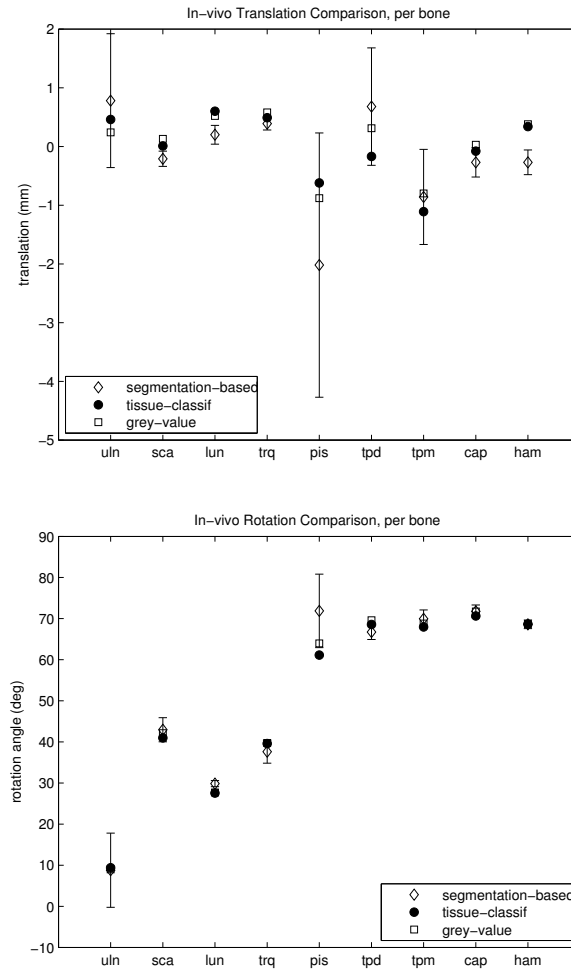 In−vivo Translation Comparison, per bone
2
1
0
−1
−2
−3
−4
−5
translation (mm)
segmentation−based
tissue−classif
grey−value
uln sca lun trq pis tpd tpm cap ham
In−vivo Rotation Comparison, per bone
90
80
70
60
50
40
30
20
10
0
−10
rotation angle (deg)
segmentation−based
tissue−classif
grey−value
uln sca lun trq pis tpd tpm cap ham